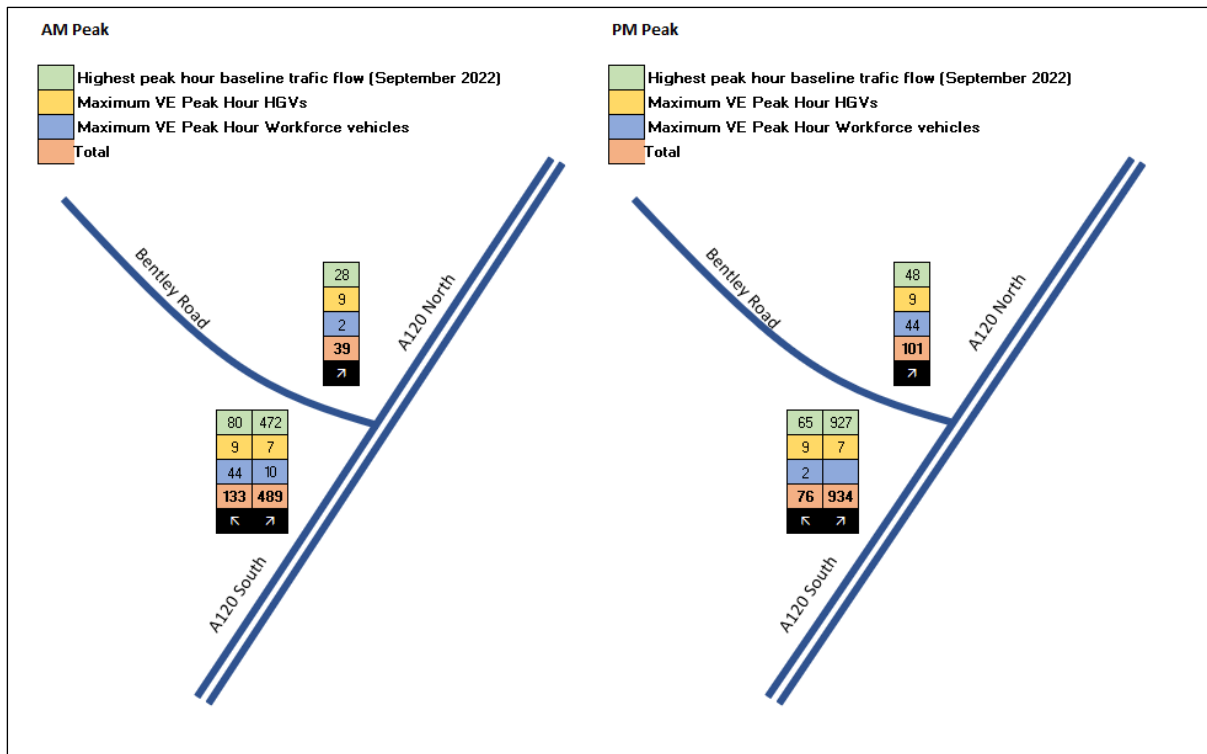 AM Peak
Highest peak hour baseline trafic flow (September 2022)
Maximum VE Peak Hour HGVs
Maximum VE Peak Hour Workforce vehicles
Total
Bentley Road
A120 North
28
9
2
39
↗
80 472
9 7
44 10
133 489
↖ ↗
A120 South
PM Peak
Highest peak hour baseline trafic flow (September 2022)
Maximum VE Peak Hour HGVs
Maximum VE Peak Hour Workforce vehicles
Total
Bentley Road
A120 North
48
9
44
101
↗
65 927
9 7
2
76 934
↖ ↗
A120 South